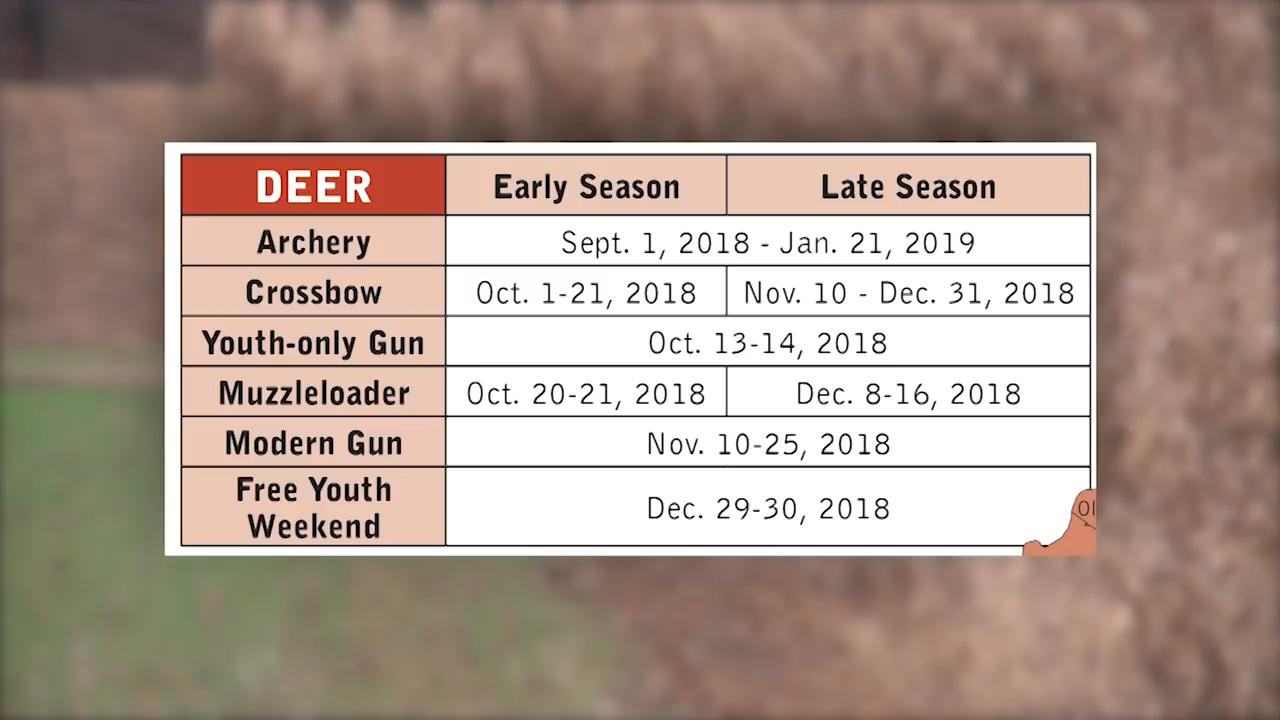 DEER Early Season Late Season
Archery Sept. 1, 2018 - Jan. 21, 2019
Crossbow Oct. 1-21, 2018 Nov. 10 - Dec. 31, 2018
Youth-only Gun Oct. 13-14, 2018
Muzzleloader Oct. 20-21, 2018 Dec. 8-16, 2018
Modern Gun Nov. 10-25, 2018
Free Youth
Weekend Dec. 29-30, 2018